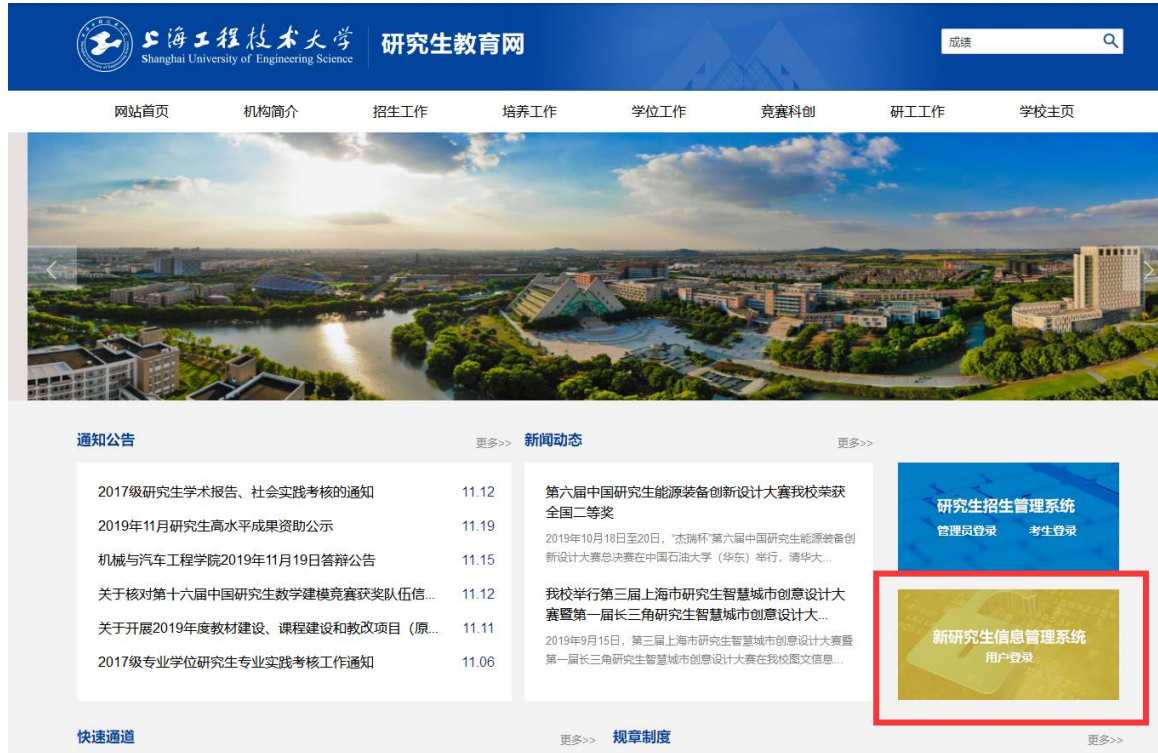 上海工程技术大学
Shanghai University of Engineering Science
研究生教育网
成绩
网站首页 机构简介 招生工作 培养工作 学位工作 竞赛科创 研工工作 学校主页
通知公告 更多>>
2017级研究生学术报告、社会实践考核的通知 11.12
2019年11月研究生高水平成果资助公示 11.19
机械与汽车工程学院2019年11月19日答辩公告 11.15
关于核对第十六届中国研究生数学建模竞赛获奖队伍信... 11.12
关于开展2019年度教材建设、课程建设和教改项目（原... 11.11
2017级专业学位研究生专业实践考核工作通知 11.06
新闻动态 更多>>
第六届中国研究生能源装备创新设计大赛我校荣获
全国二等奖
2019年10月18日至20日，“杰瑞杯”第六届中国研究生能源装备创
新设计大赛总决赛在中国石油大学（华东）举行，清华大...
我校举行第三届上海市研究生智慧城市创意设计大
赛暨第一届长三角研究生智慧城市创意设计大...
2019年9月15日，第三届上海市研究生智慧城市创意设计大赛暨
第一届长三角研究生智慧城市创意设计大赛在我校图文信息...
研究生招生管理系统
管理员登录 考生登录
新研究生信息管理系统
用户登录
快速通道 更多>>
规章制度 更多>>